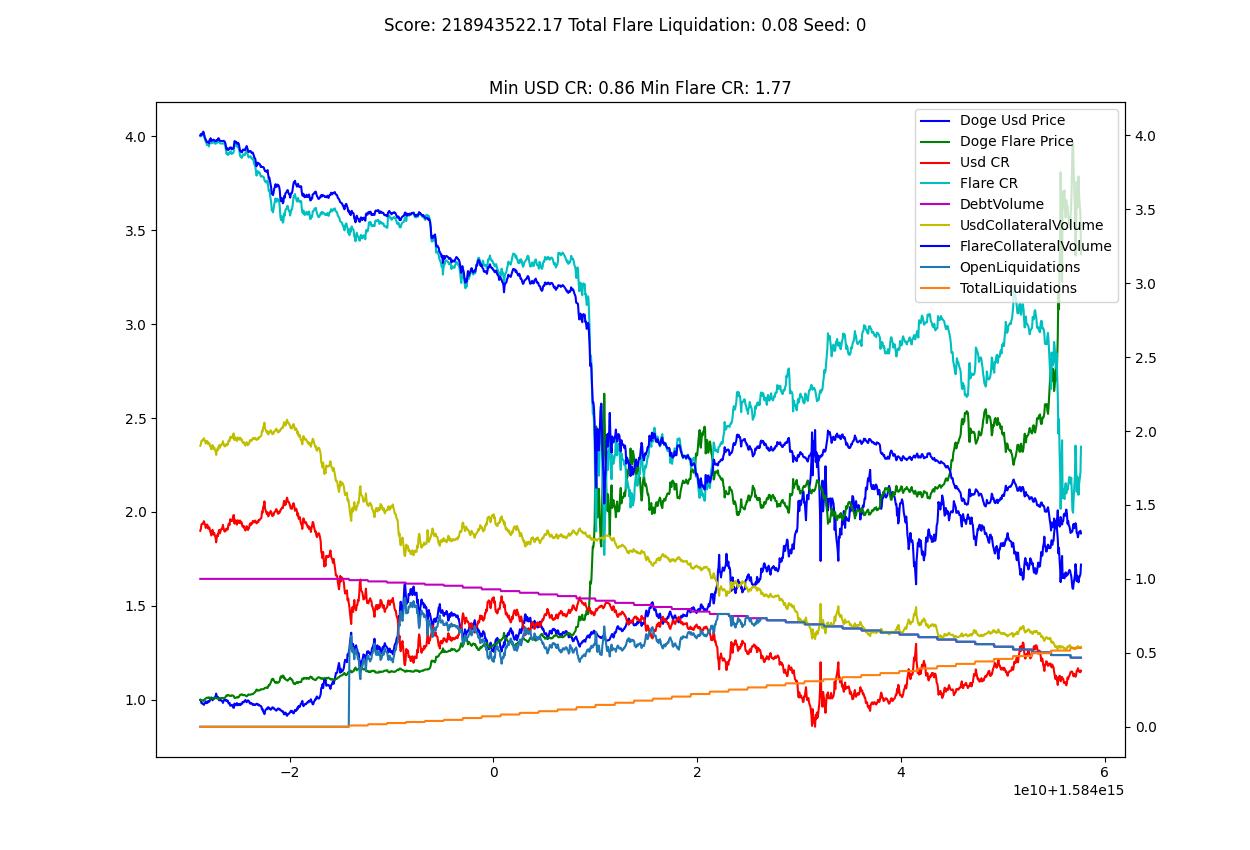 Score: 218943522.17 Total Flare Liquidation: 0.08 Seed: 0
Min USD CR: 0.86 Min Flare CR: 1.77
Doge Usd Price
Doge Flare Price
Usd CR
Flare CR
DebtVolume
UsdCollateralVolume
FlareCollateralVolume
OpenLiquidations
TotalLiquidations
4.0
3.5
3.0
2.5
2.0
1.5
1.0
4.0
3.5
3.0
2.5
2.0
1.5
1.0
0.5
0.0
−2
0
2
4
6
1e10+1.584e15